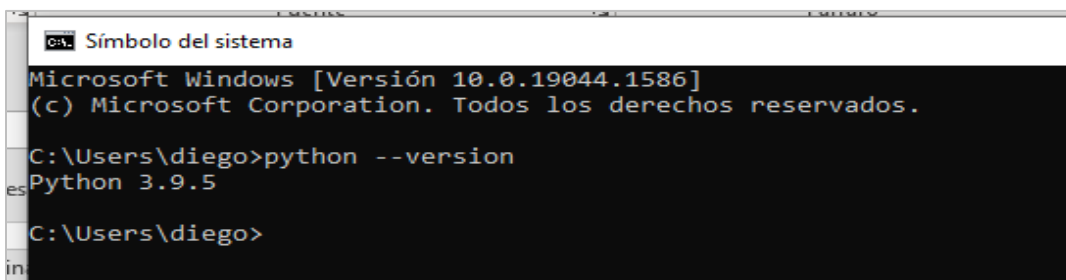 Símbolo del sistema
Microsoft Windows [Versión 10.0.19044.1586]
(c) Microsoft Corporation. Todos los derechos reservados.
C:\Users\diego>python --version
Python 3.9.5
C:\Users\diego>